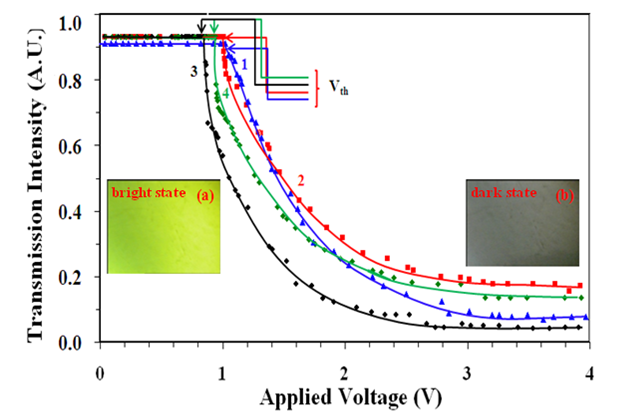 Transmission Intensity (A.U.)
1.0
0.8
0.6
0.4
0.2
0.0
3
4
1
2
V_th
bright state (a)
dark state (b)
0 1 2 3 4
Applied Voltage (V)